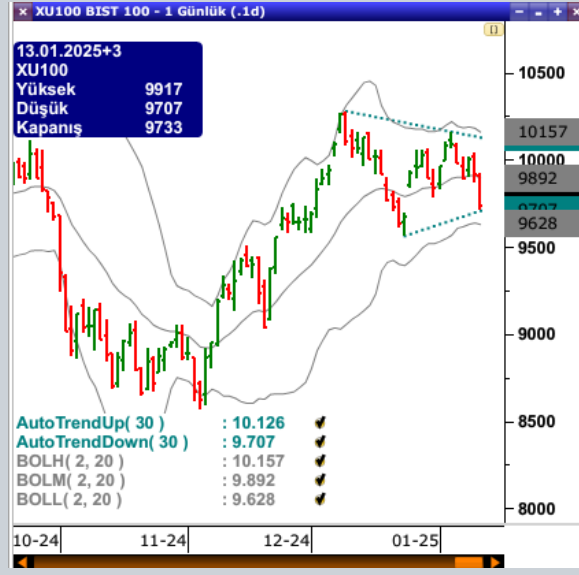 XU100 BIST 100 - 1 Günlük (.1d)
13.01.2025+3
XU100
Yüksek 9917
Düşük 9707
Kapanış 9733
10500
10157
10000
9892
9707
9628
9500
9000
8500
8000
AutoTrendUp( 30 ) : 10.126
AutoTrendDown( 30 ) : 9.707
BOLH( 2, 20 ) : 10.157
BOLM( 2, 20 ) : 9.892
BOLL( 2, 20 ) : 9.628
10-24 11-24 12-24 01-25